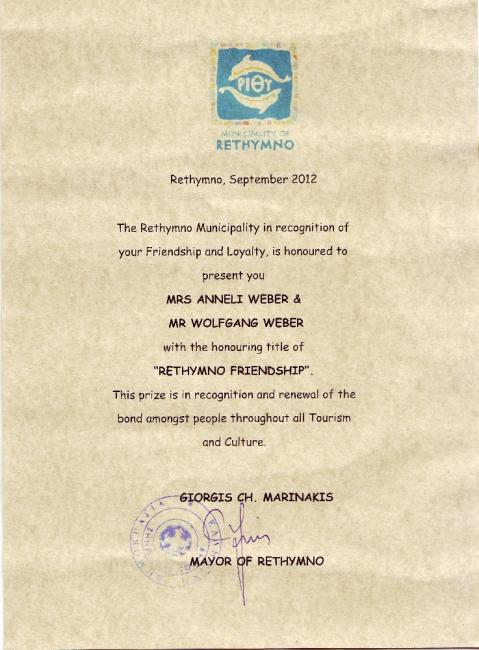 ΡΙΘΥ
MUNICIPALITY OF
RETHYMNO
Rethymno, September 2012
The Rethymno Municipality in recognition of
your Friendship and Loyalty, is honoured to
present you
MRS ANNELI WEBER &
MR WOLFGANG WEBER
with the honouring title of
"RETHYMNO FRIENDSHIP".
This prize is in recognition and renewal of the
bond amongst people throughout all Tourism
and Culture.
GIORGIS CH. MARINAKIS
MAYOR OF RETHYMNO